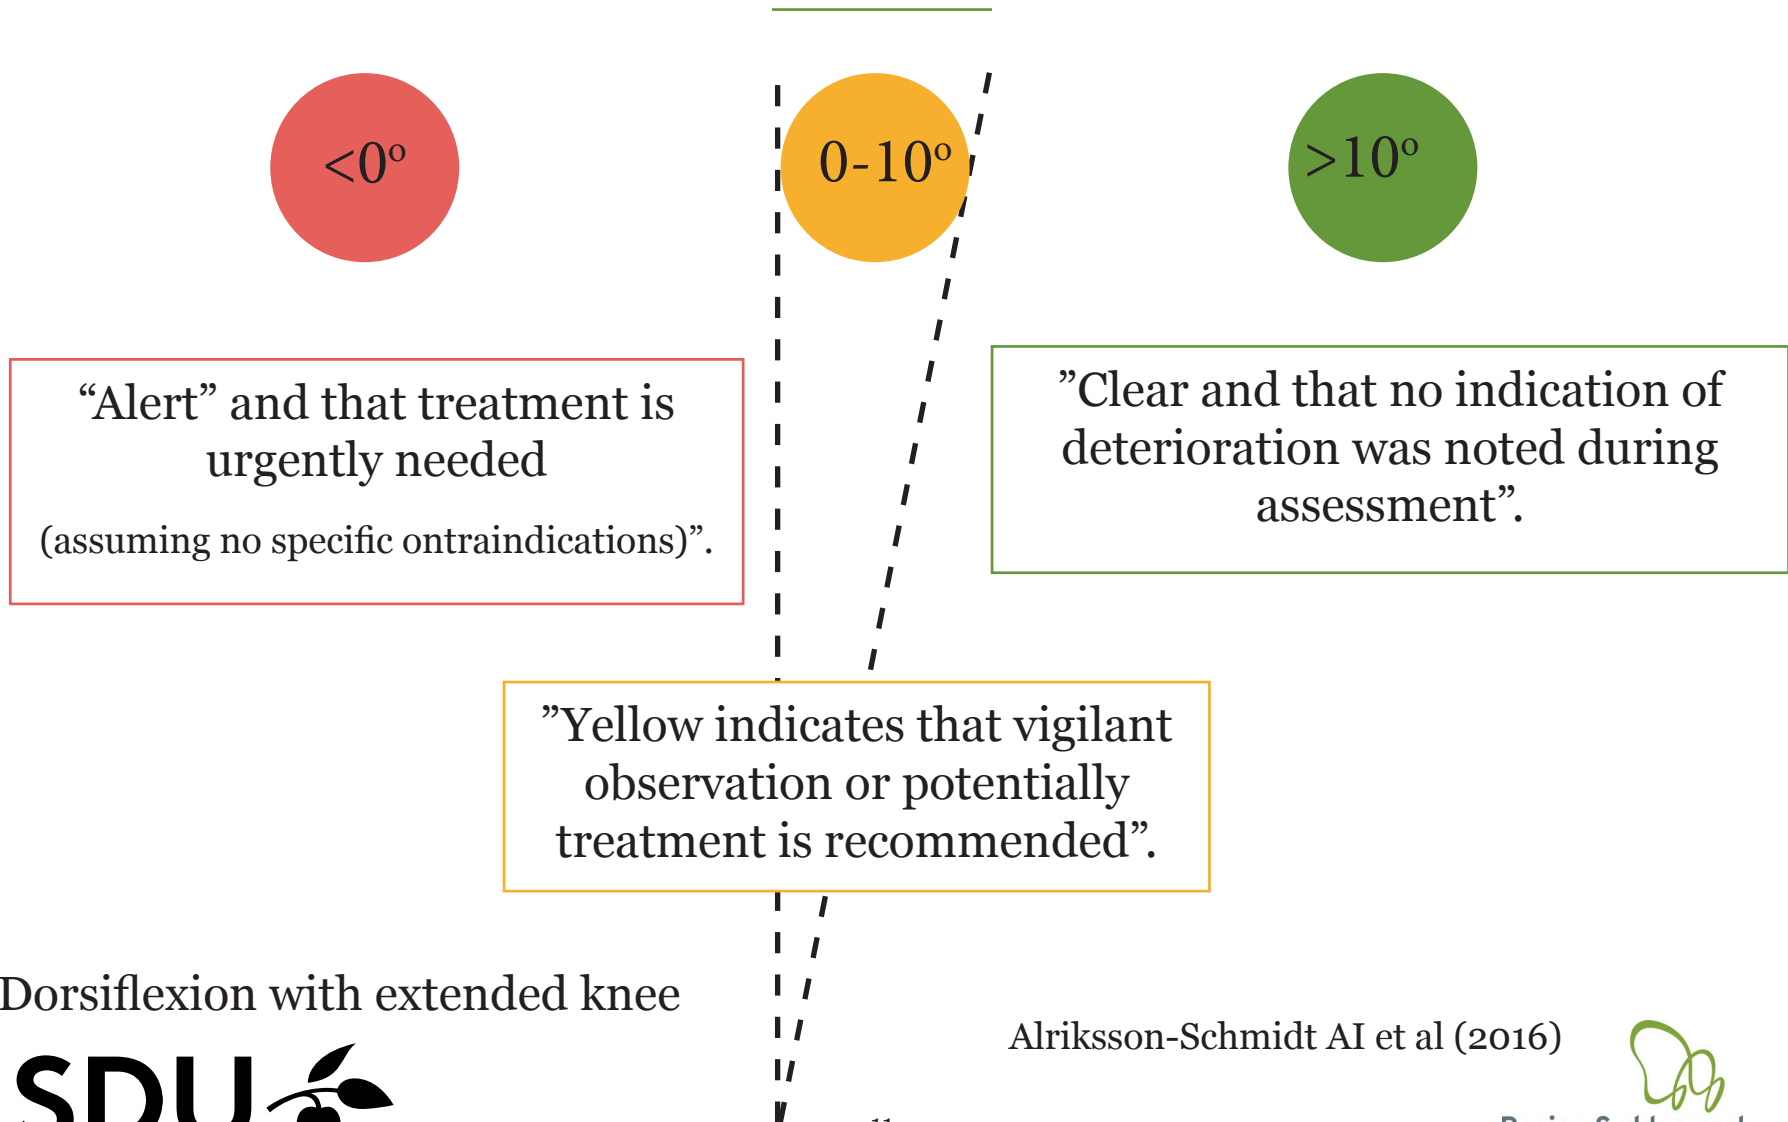 <0º
0-10º
>10º
“Alert” and that treatment is
urgently needed
(assuming no specific ontraindications)”.
”Clear and that no indication of
deterioration was noted during
assessment”.
”Yellow indicates that vigilant
observation or potentially
treatment is recommended”.
Dorsiflexion with extended knee
Alriksson-Schmidt AI et al (2016)
SDU